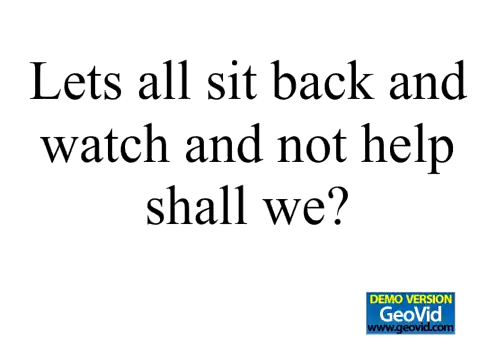 Lets all sit back and
watch and not help
shall we?
DEMO VERSION
GeoVid
www.geovid.com